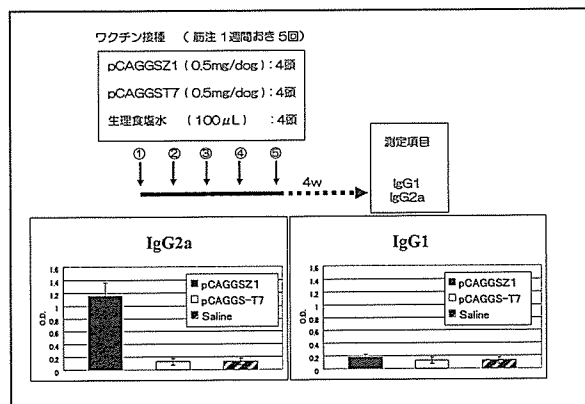 ワクチン接種 (筋注1週間おき5回)
pCAGGSZ1 (0.5mg/dog) : 4頭
pCAGGST7 (0.5mg/dog) : 4頭
生理食塩水 (100μL) : 4頭
① ② ③ ④ ⑤
4w
測定項目
IgG1
IgG2a
IgG2a
O.D.
1.6
1.4
1.2
1
0.8
0.6
0.4
0.2
0
pCAGGSZ1
pCAGGS-T7
Saline
IgG1
O.D.
1.6
1.4
1.2
1
0.8
0.6
0.4
0.2
0
pCAGGSZ1
pCAGGS-T7
Saline